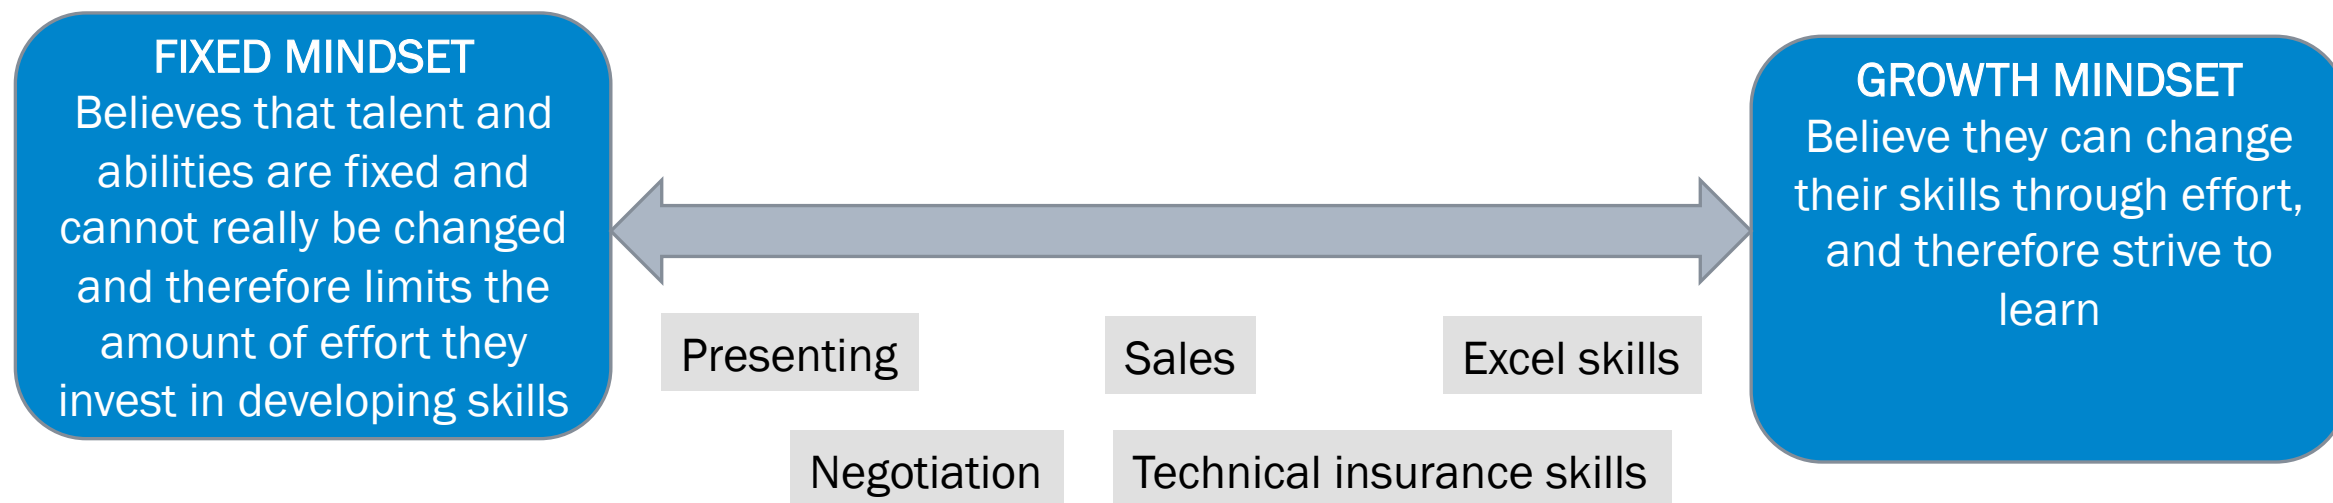 FIXED MINDSET
Believes that talent and
abilities are fixed and
cannot really be changed
and therefore limits the
amount of effort they
invest in developing skills
GROWTH MINDSET
Believe they can change
their skills through effort,
and therefore strive to
learn
Presenting
Sales
Excel skills
Negotiation
Technical insurance skills